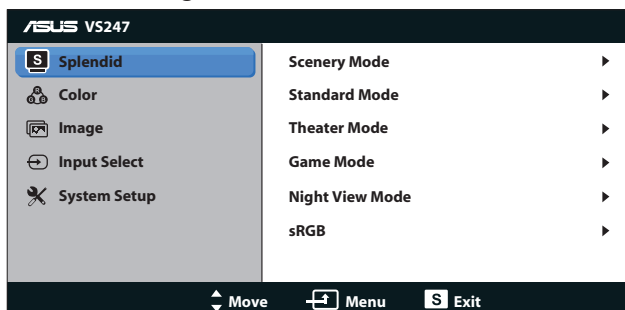 ASUS VS247
S Splendid
Color
Image
Input Select
System Setup
Scenery Mode
Standard Mode
Theater Mode
Game Mode
Night View Mode
sRGB
Move Menu S Exit